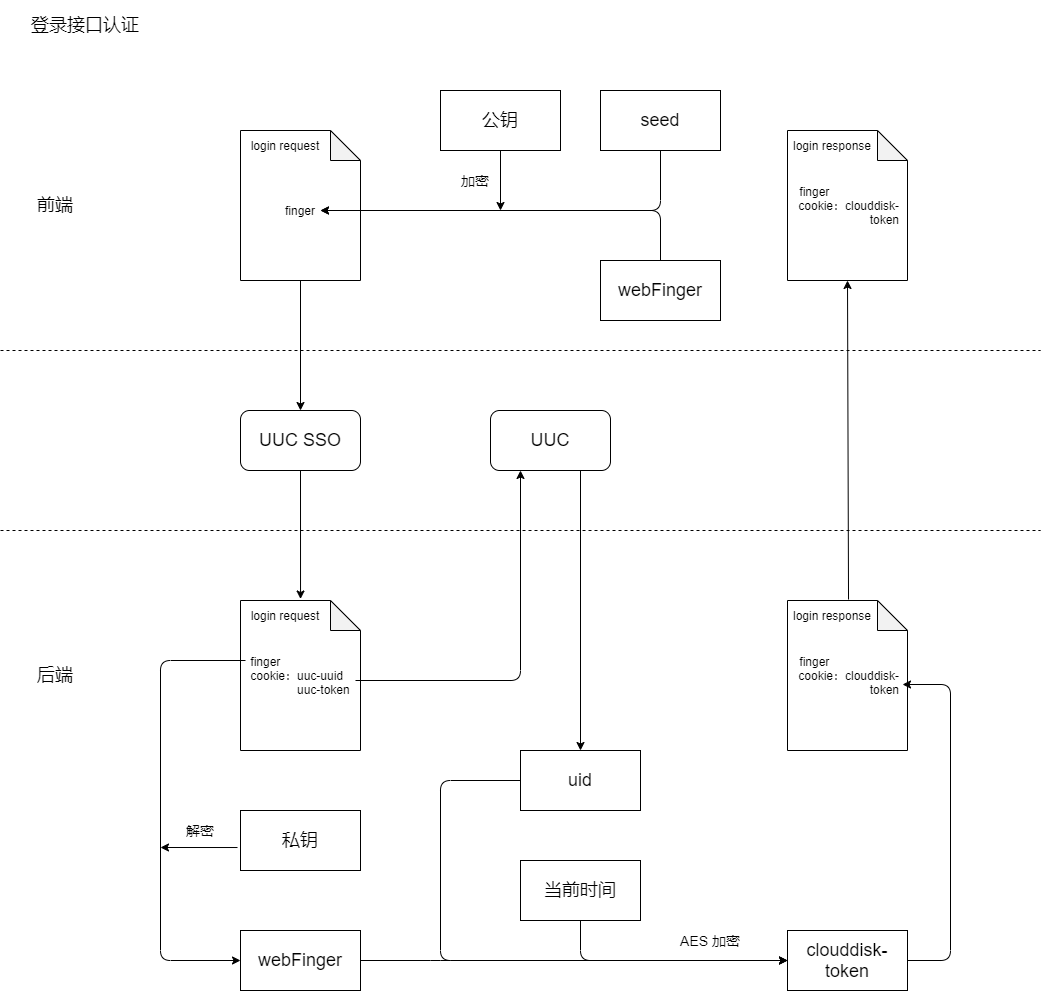 登录接口认证
公钥
seed
login request
login response
加密
finger
cookie：clouddisk-
token
前端
finger
webFinger
UUC SSO
UUC
login request
login response
finger
cookie：uuc-uuid
uuc-token
finger
cookie：clouddisk-
token
后端
uid
解密
私钥
当前时间
AES 加密
webFinger
clouddisk-
token